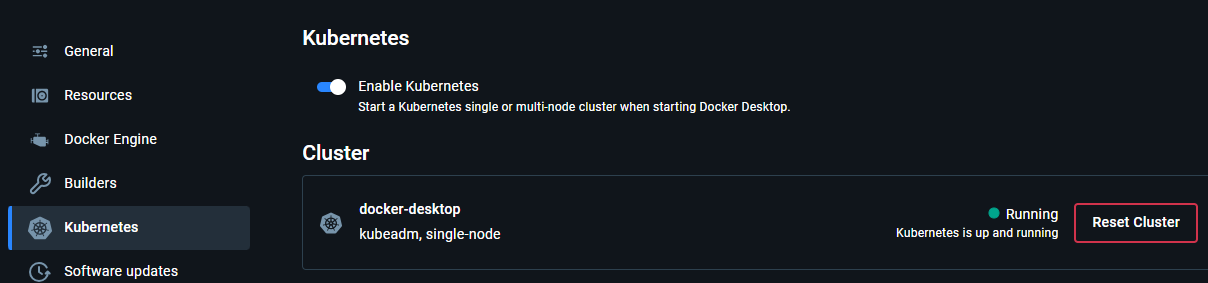 General
Resources
Docker Engine
Builders
Kubernetes
Software updates
Kubernetes
Enable Kubernetes
Start a Kubernetes single or multi-node cluster when starting Docker Desktop.
Cluster
docker-desktop
kubeadm, single-node
Running
Kubernetes is up and running
Reset Cluster